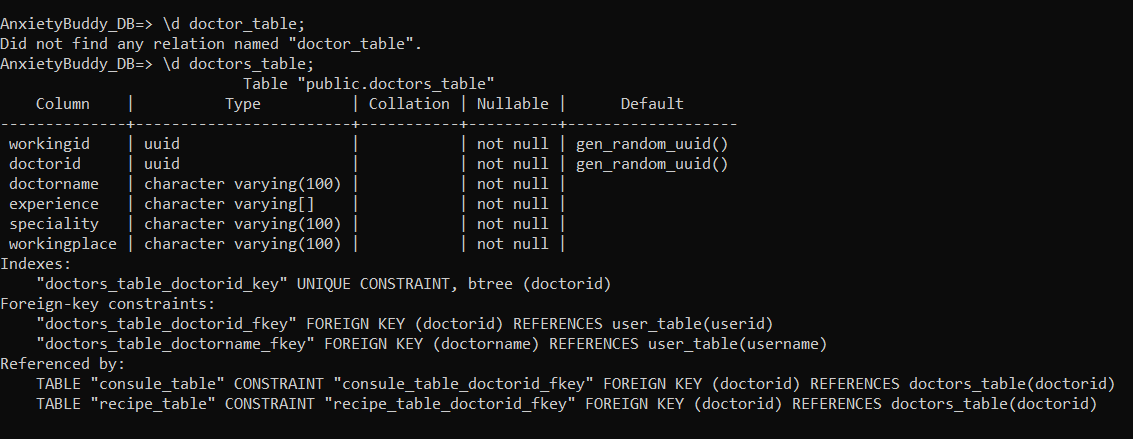 AnxietyBuddy_DB=> \d doctor_table;
Did not find any relation named "doctor_table".
AnxietyBuddy_DB=> \d doctors_table;
                          Table "public.doctors_table"
    Column    |          Type          | Collation | Nullable |      Default
--------------+------------------------+-----------+----------+-------------------
 workingid    | uuid                   |           | not null | gen_random_uuid()
 doctorid     | uuid                   |           | not null | gen_random_uuid()
 doctorname   | character varying(100) |           | not null |
 experience   | character varying[]    |           | not null |
 speciality   | character varying(100) |           | not null |
 workingplace | character varying(100) |           | not null |
Indexes:
    "doctors_table_doctorid_key" UNIQUE CONSTRAINT, btree (doctorid)
Foreign-key constraints:
    "doctors_table_doctorid_fkey" FOREIGN KEY (doctorid) REFERENCES user_table(userid)
    "doctors_table_doctorname_fkey" FOREIGN KEY (doctorname) REFERENCES user_table(username)
Referenced by:
    TABLE "consule_table" CONSTRAINT "consule_table_doctorid_fkey" FOREIGN KEY (doctorid) REFERENCES doctors_table(doctorid)
    TABLE "recipe_table" CONSTRAINT "recipe_table_doctorid_fkey" FOREIGN KEY (doctorid) REFERENCES doctors_table(doctorid)